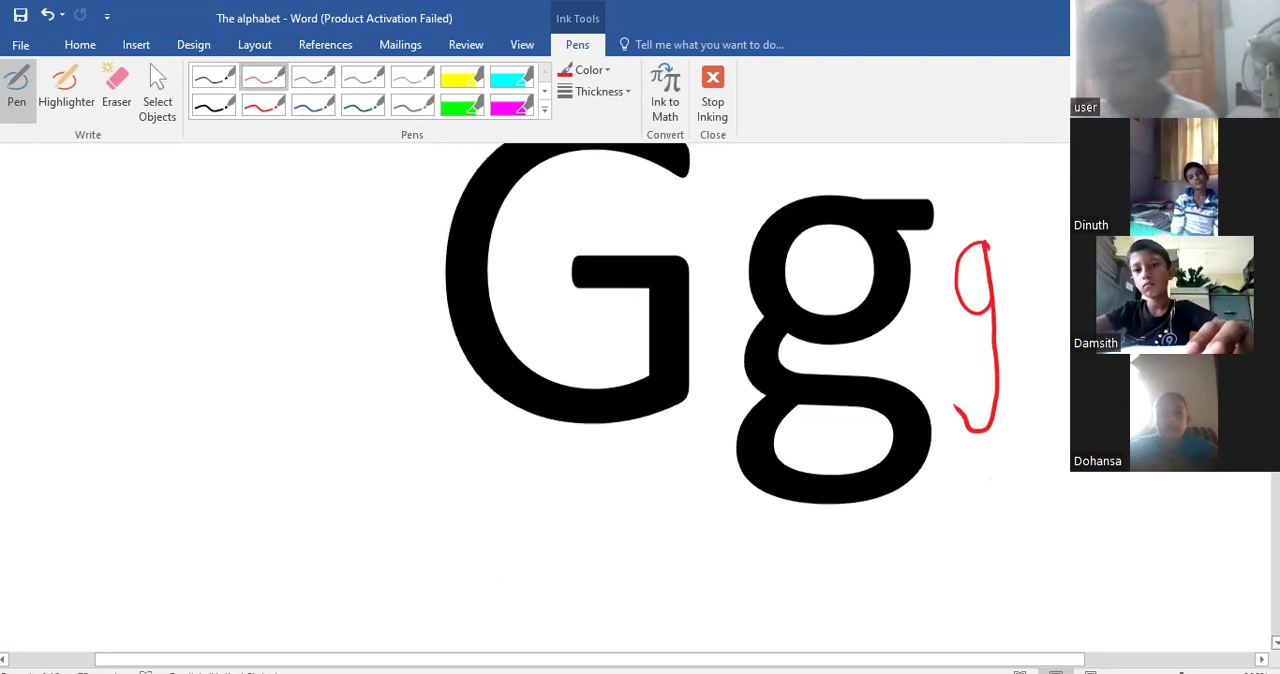 The alphabet - Word (Product Activation Failed)
Ink Tools
File Home Insert Design Layout References Mailings Review View Pens Tell me what you want to do...
Pen Highlighter Eraser Select Objects
Color
Thickness
Ink to Math
Stop Inking
Write Pens Convert Close
G g g
user
Dinuth
Damsith
Dohansa